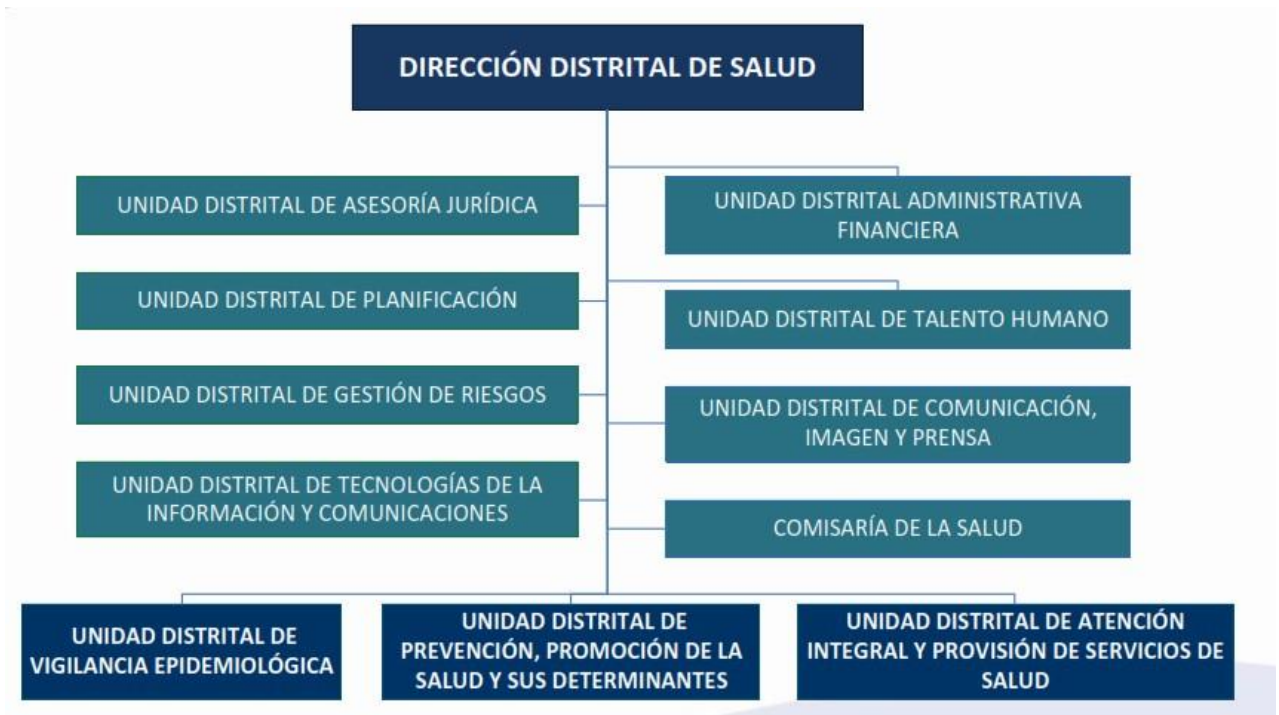 DIRECCIÓN DISTRITAL DE SALUD
UNIDAD DISTRITAL DE ASESORÍA JURÍDICA
UNIDAD DISTRITAL ADMINISTRATIVA
FINANCIERA
UNIDAD DISTRITAL DE PLANIFICACIÓN
UNIDAD DISTRITAL DE TALENTO HUMANO
UNIDAD DISTRITAL DE GESTIÓN DE RIESGOS
UNIDAD DISTRITAL DE COMUNICACIÓN,
IMAGEN Y PRENSA
UNIDAD DISTRITAL DE TECNOLOGÍAS DE LA
INFORMACIÓN Y COMUNICACIONES
COMISARÍA DE LA SALUD
UNIDAD DISTRITAL DE
VIGILANCIA EPIDEMIOLÓGICA
UNIDAD DISTRITAL DE
PREVENCIÓN, PROMOCIÓN DE LA
SALUD Y SUS DETERMINANTES
UNIDAD DISTRITAL DE ATENCIÓN
INTEGRAL Y PROVISIÓN DE SERVICIOS DE
SALUD